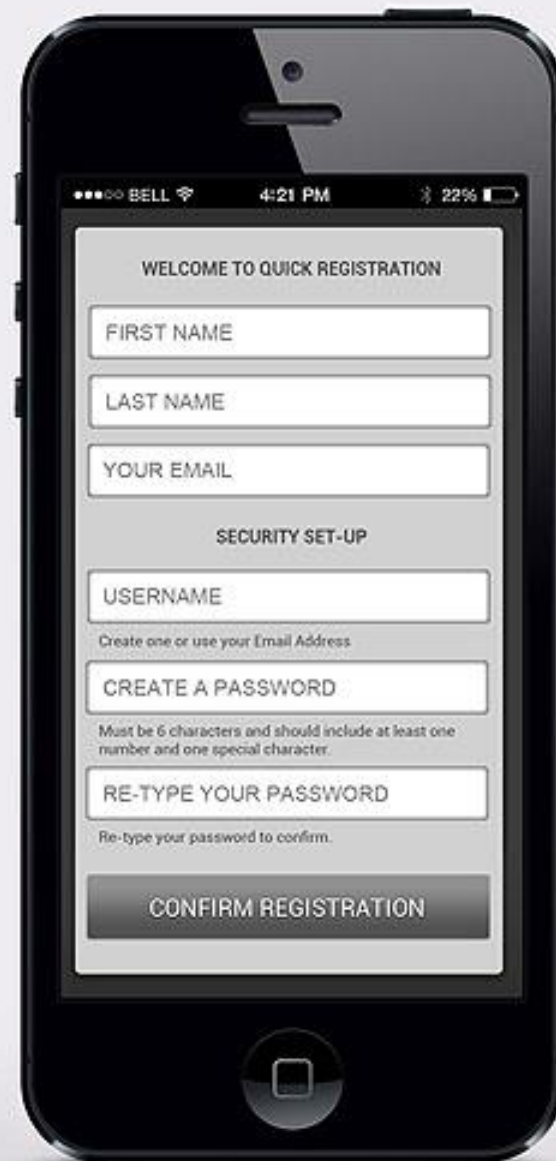 BELL 4:21 PM 22%
WELCOME TO QUICK REGISTRATION
FIRST NAME
LAST NAME
YOUR EMAIL
SECURITY SET-UP
USERNAME
Create one or use your Email Address
CREATE A PASSWORD
Must be 6 characters and should include at least one
number and one special character.
RE-TYPE YOUR PASSWORD
Re-type your password to confirm.
CONFIRM REGISTRATION